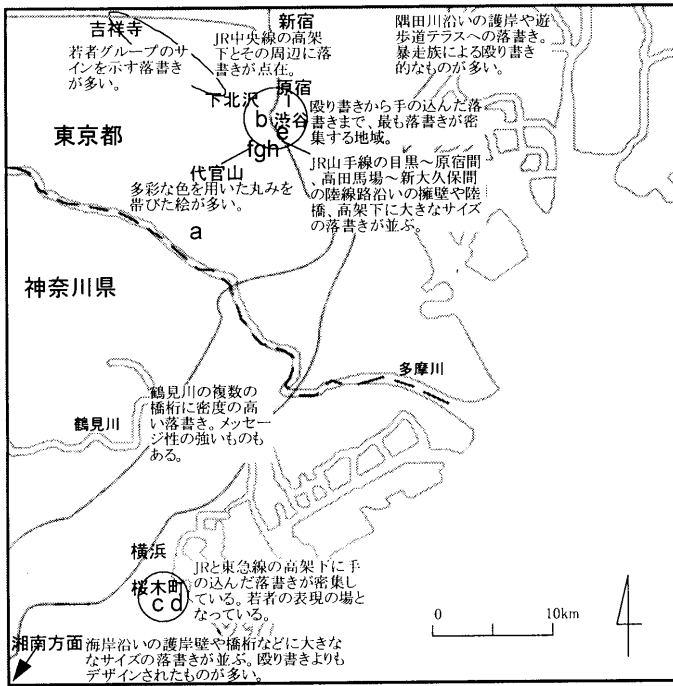 吉祥寺
若者グループのサ
インを示す落書き
が多い。
新宿
JR中央線の高架
下とその周辺に落
書きが点在。
隅田川沿いの護岸や遊
歩道テラスへの落書き。
暴走族による殴り書き
的なものが多い。
下北沢
原宿
i
b
渋谷
e
fgh
殴り書きから手の込んだ落
書きまで、最も落書きが密
集する地域。
東京都
代官山
多彩な色を用いた丸みを
帯びた絵が多い。
JR山手線の目黒～原宿間
、高田馬場～新大久保間
の陸線路沿いの擁壁や陸
橋、高架下に大きなサイズ
の落書きが並ぶ。
a
神奈川県
多摩川
鶴見川
鶴見川の複数の
橋桁に密度の高
い落書き。メッセー
ジ性の強いものも
ある。
横浜
桜木町
c d
JRと東急線の高架下に手
の込んだ落書きが密集し
ている。若者の表現の場と
なっている。
0 10km
湘南方面
海岸沿いの護岸壁や橋桁などに大きな
なサイズの落書きが並ぶ。殴り書きよりも
デザインされたものが多い。